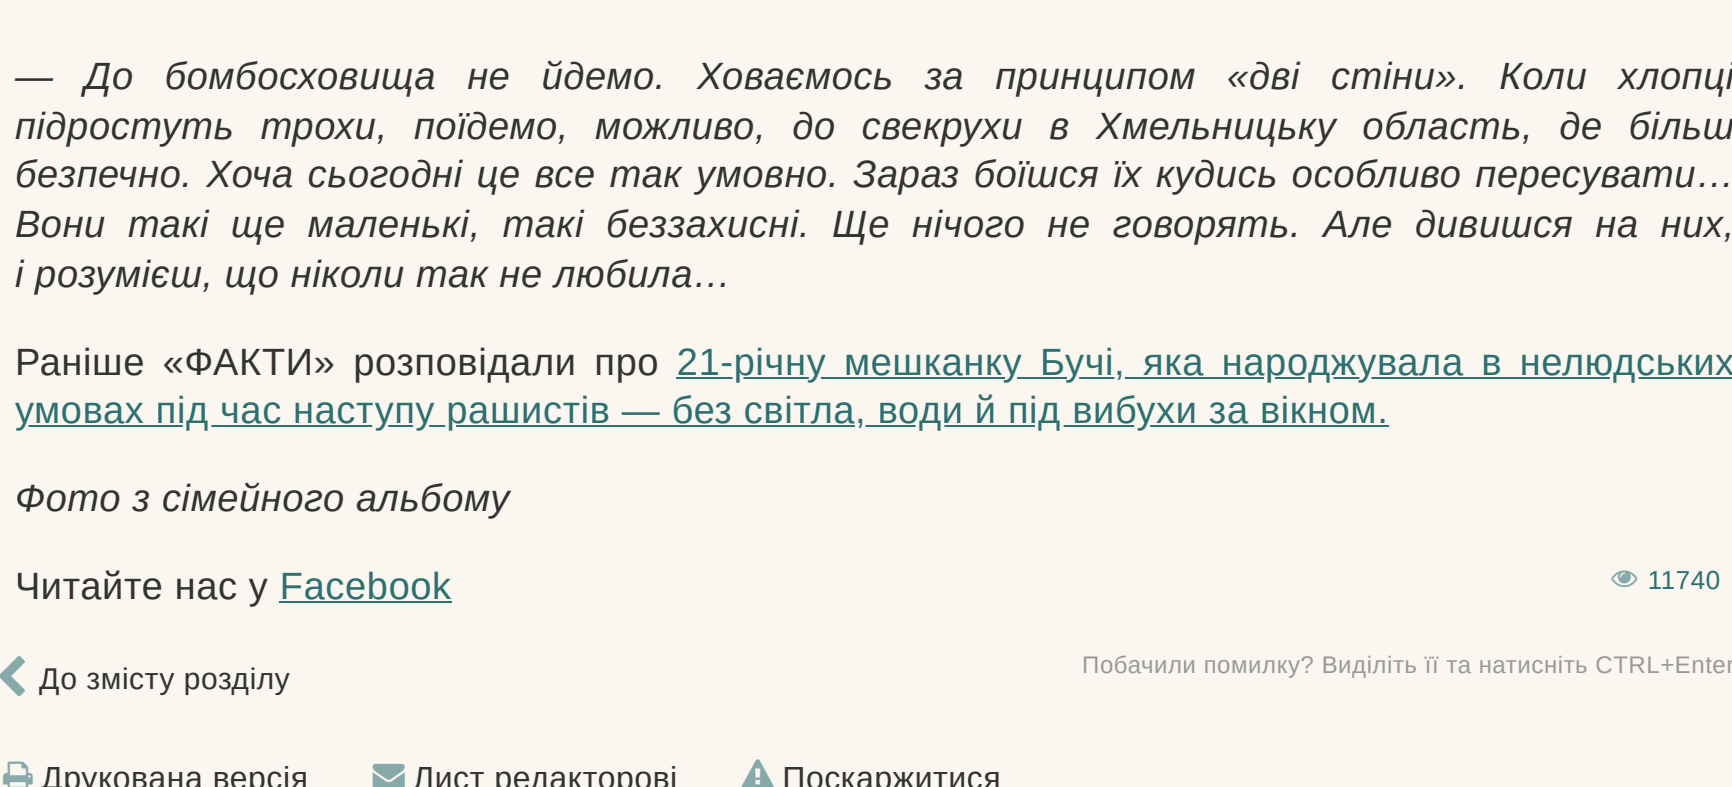 — До бомбосховища не йдемо. Ховаємось за принципом «дві стіни». Коли хлопці
підростуть трохи, поїдемо, можливо, до свекрухи в Хмельницьку область, де більш
безпечно. Хоча сьогодні це все так умовно. Зараз боїшся їх кудись особливо пересувати…
Вони такі ще маленькі, такі беззахисні. Ще нічого не говорять. Але дивишся на них,
і розумієш, що ніколи так не любила…
Раніше «ФАКТИ» розповідали про 21-річну мешканку Бучі, яка народжувала в нелюдських
умовах під час наступу рашистів — без світла, води й під вибухи за вікном.
Фото з сімейного альбому
Читайте нас у Facebook
11740
До змісту розділу
Побачили помилку? Виділіть її та натисніть CTRL+Enter
Друкована версія Лист редакторові Поскаржитися